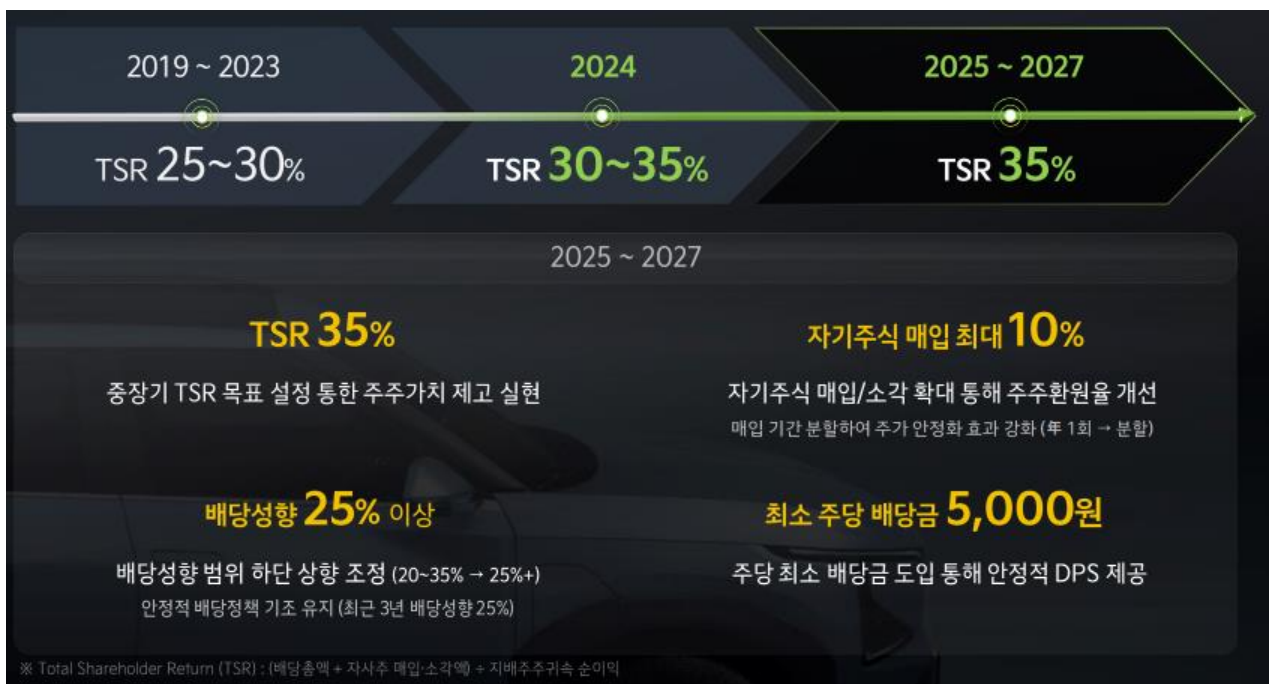 2019 ~ 2023
2024
2025 ~ 2027
TSR 25~30%
TSR 30~35%
TSR 35%
2025 ~ 2027
TSR 35%
중장기 TSR 목표 설정 통한 주주가치 제고 실현
자기주식 매입 최대 10%
자기주식 매입/소각 확대 통해 주주환원율 개선
매입 기간 분할하여 주가 안정화 효과 강화 (年 1회 → 분할)
배당성향 25% 이상
배당성향 범위 하단 상향 조정 (20~35% → 25%+)
안정적 배당정책 기조 유지 (최근 3년 배당성향 25%)
최소 주당 배당금 5,000원
주당 최소 배당금 도입 통해 안정적 DPS 제공
※ Total Shareholder Return (TSR) : (배당총액 + 자사주 매입·소각액) ÷ 지배주주귀속 순이익